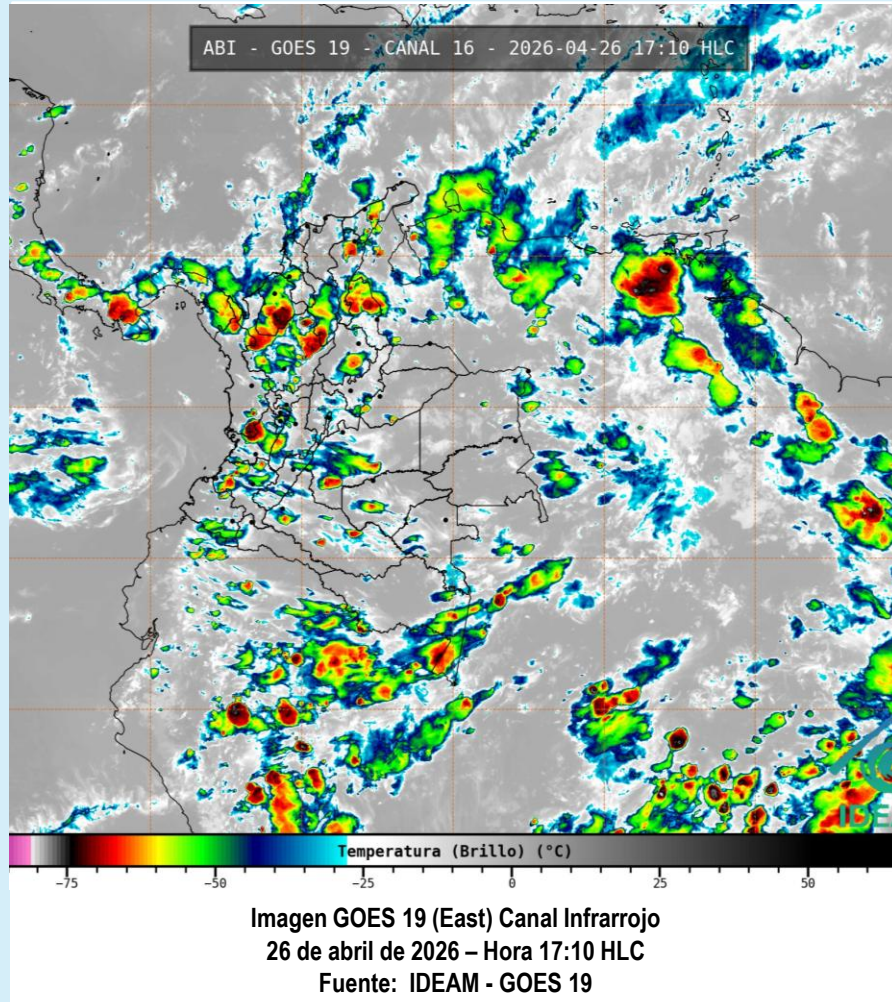 ABI - GOES 19 - CANAL 16 - 2026-04-26 17:10 HLC
IDE
Temperatura (Brillo) (°C)
−75 −50 −25 0 25 50
Imagen GOES 19 (East) Canal Infrarrojo
26 de abril de 2026 – Hora 17:10 HLC
Fuente: IDEAM - GOES 19